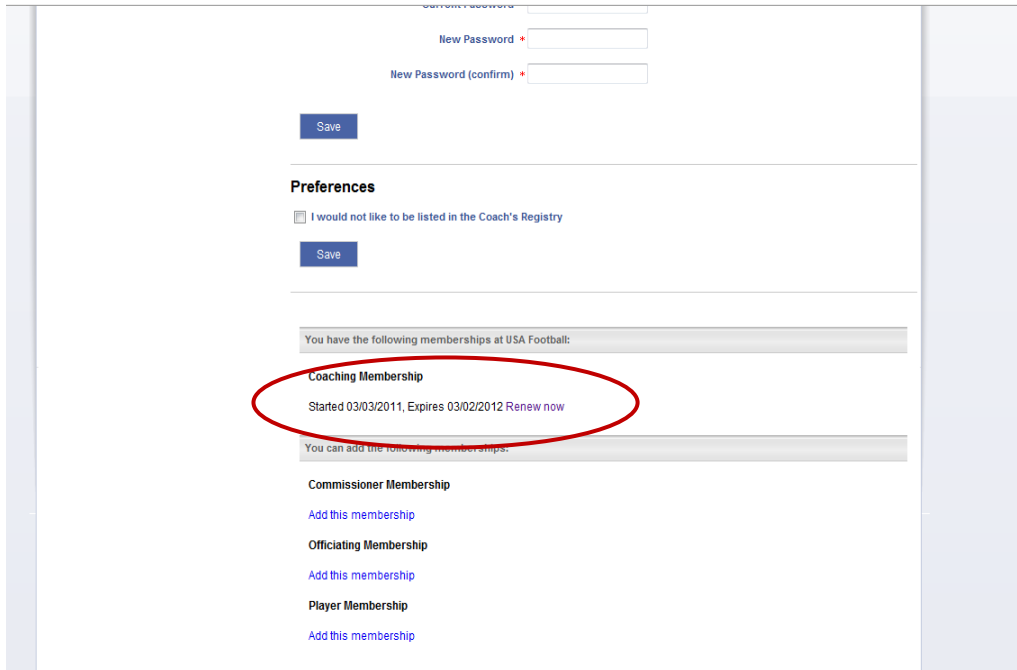 Current Password
New Password *
New Password (confirm) *
Save
Preferences
I would not like to be listed in the Coach's Registry
Save
You have the following memberships at USA Football:
Coaching Membership
Started 03/03/2011, Expires 03/02/2012 Renew now
You can add the following memberships:
Commissioner Membership
Add this membership
Officiating Membership
Add this membership
Player Membership
Add this membership